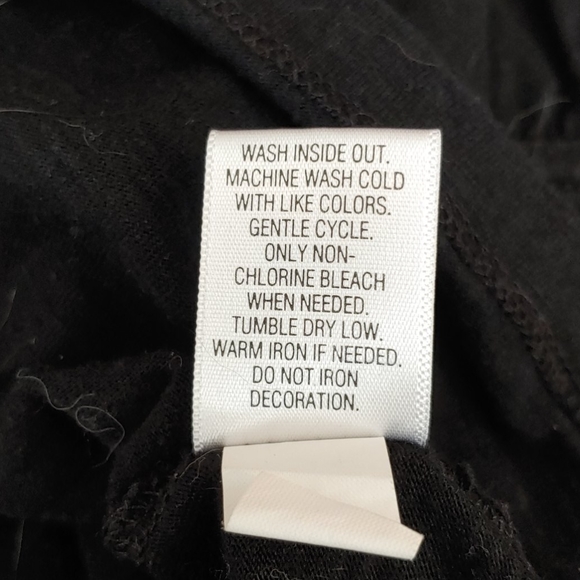 WASH INSIDE OUT.
MACHINE WASH COLD
WITH LIKE COLORS.
GENTLE CYCLE.
ONLY NON-
CHLORINE BLEACH
WHEN NEEDED.
TUMBLE DRY LOW.
WARM IRON IF NEEDED.
DO NOT IRON
DECORATION.